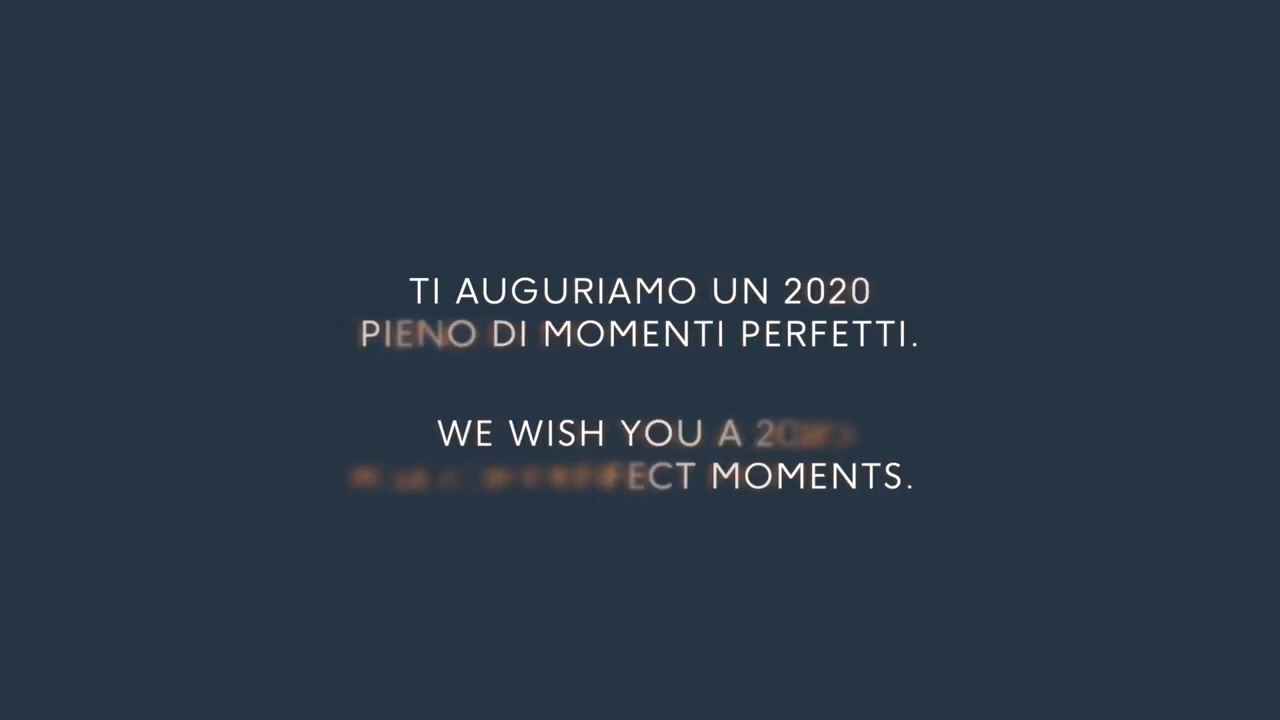 TI AUGURIAMO UN 2020
PIENO DI MOMENTI PERFETTI.
WE WISH YOU A
MOMENTS.